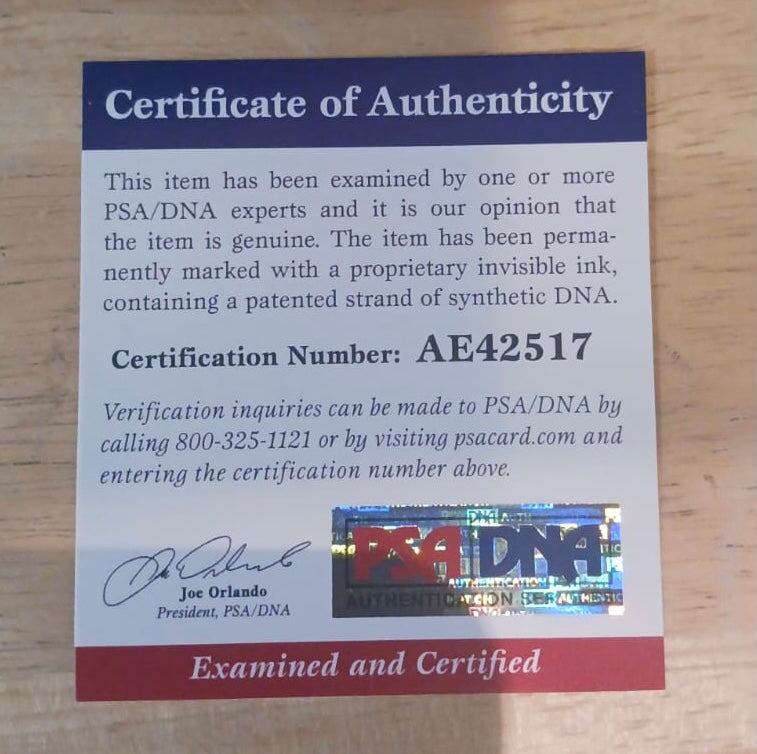 Certificate of Authenticity
This item has been examined by one or more
PSA/DNA experts and it is our opinion that
the item is genuine. The item has been perma-
nently marked with a proprietary invisible ink,
containing a patented strand of synthetic DNA.
Certification Number: AE42517
Verification inquiries can be made to PSA/DNA by
calling 800-325-1121 or by visiting psacard.com and
entering the certification number above.
Joe Orlando
President, PSA/DNA
PSA DNA
AUTHENTICATION
AUTHENTICATION SER
AUTHENTIC
Examined and Certified